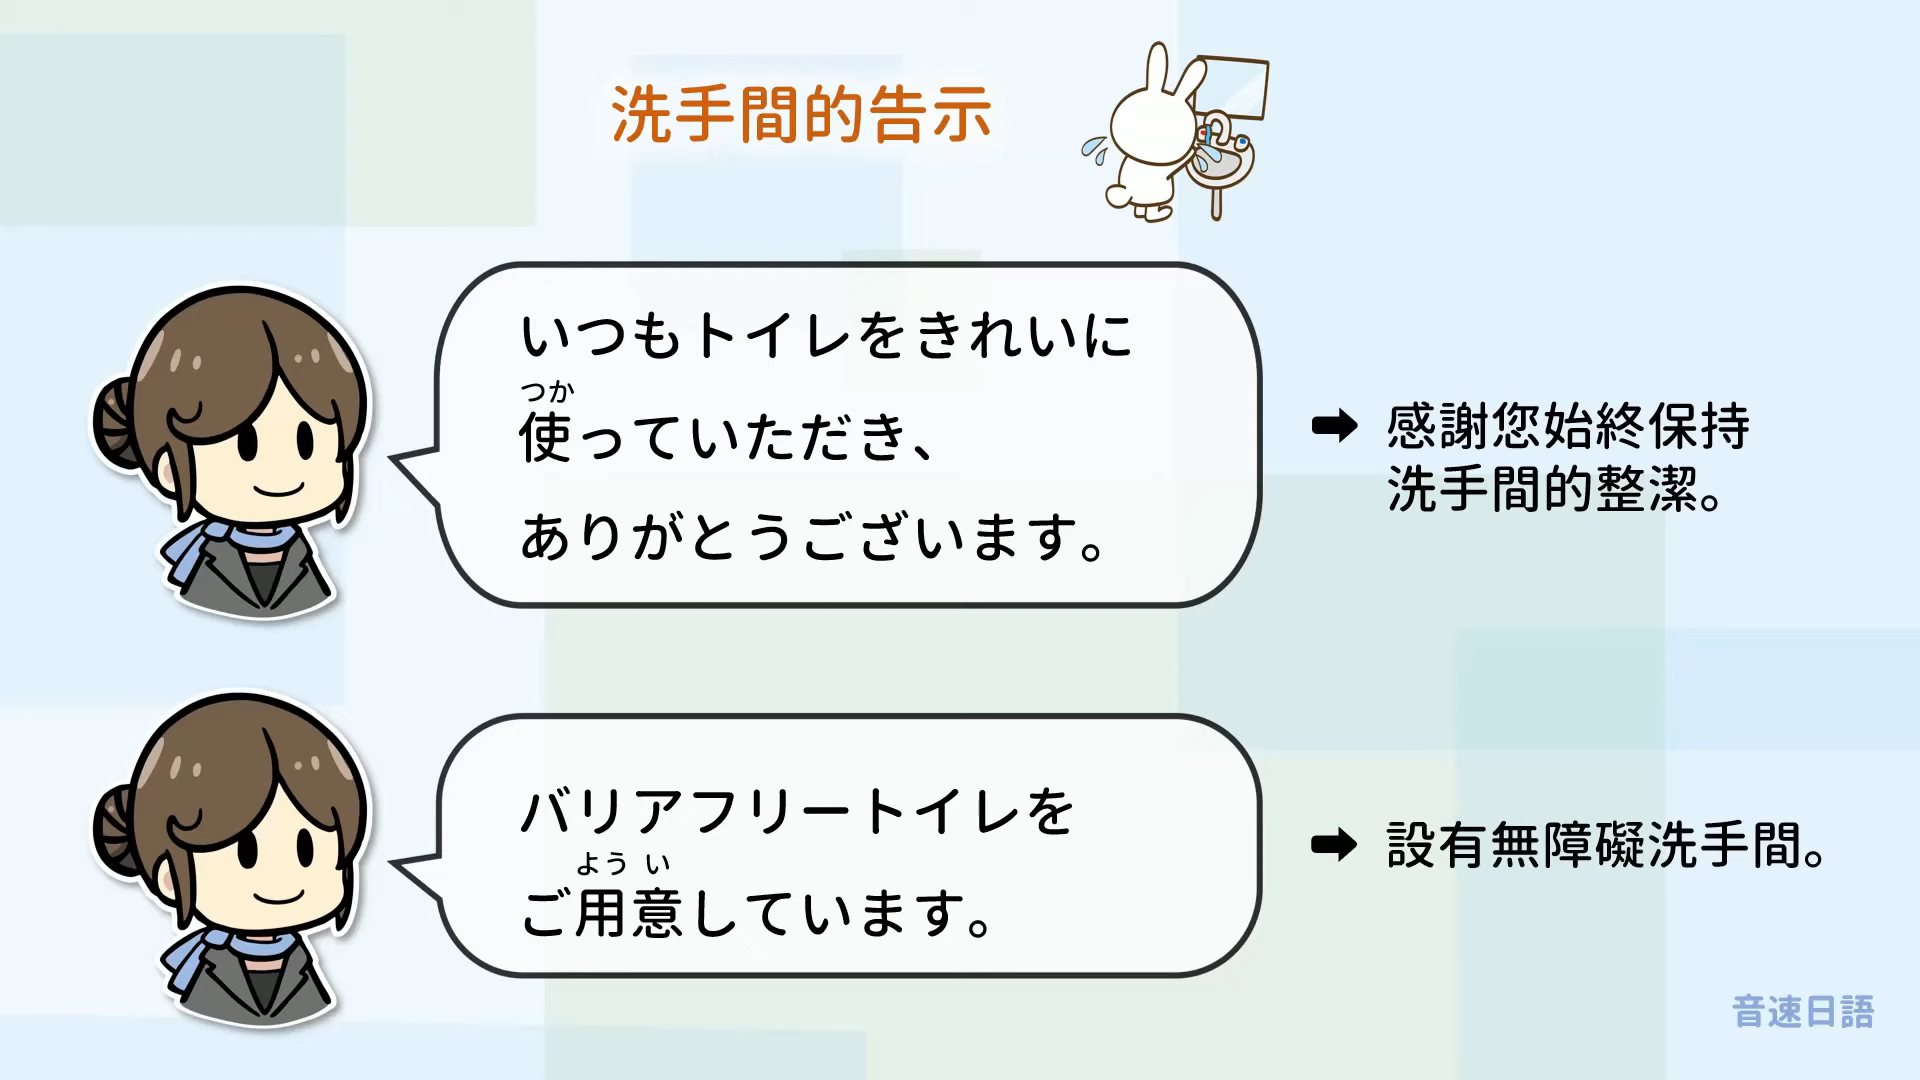 洗手間的告示
いつもトイレをきれいに
つか
使っていただき、
ありがとうございます。
感謝您始終保持
洗手間的整潔。
バリアフリートイレを
ようい
ご用意しています。
設有無障礙洗手間。
音速日語